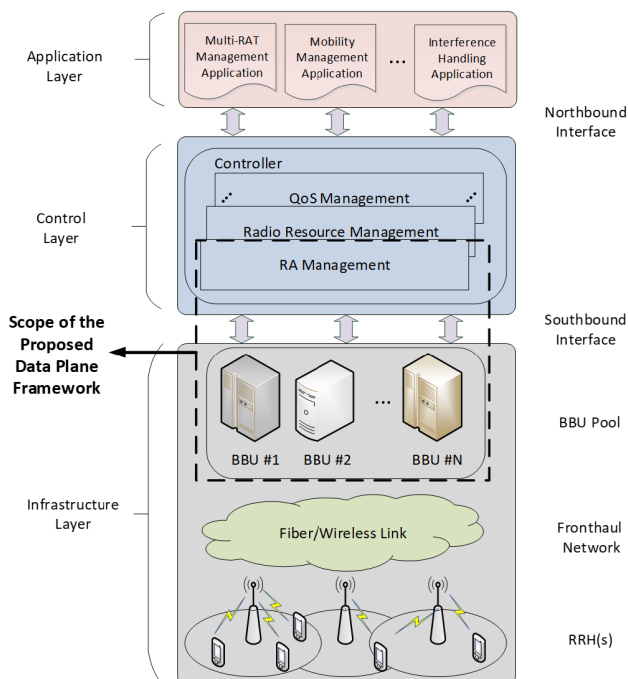 Application
Layer
Multi-RAT
Management
Application
Mobility
Management
Application
...
Interference
Handling
Application
Northbound
Interface
Control
Layer
Controller
QoS Management
Radio Resource Management
RA Management
Scope of the
Proposed
Data Plane
Framework
Southbound
Interface
...
BBU #1
BBU #2
BBU #N
BBU Pool
Infrastructure
Layer
Fiber/Wireless Link
Fronthaul
Network
RRH(s)